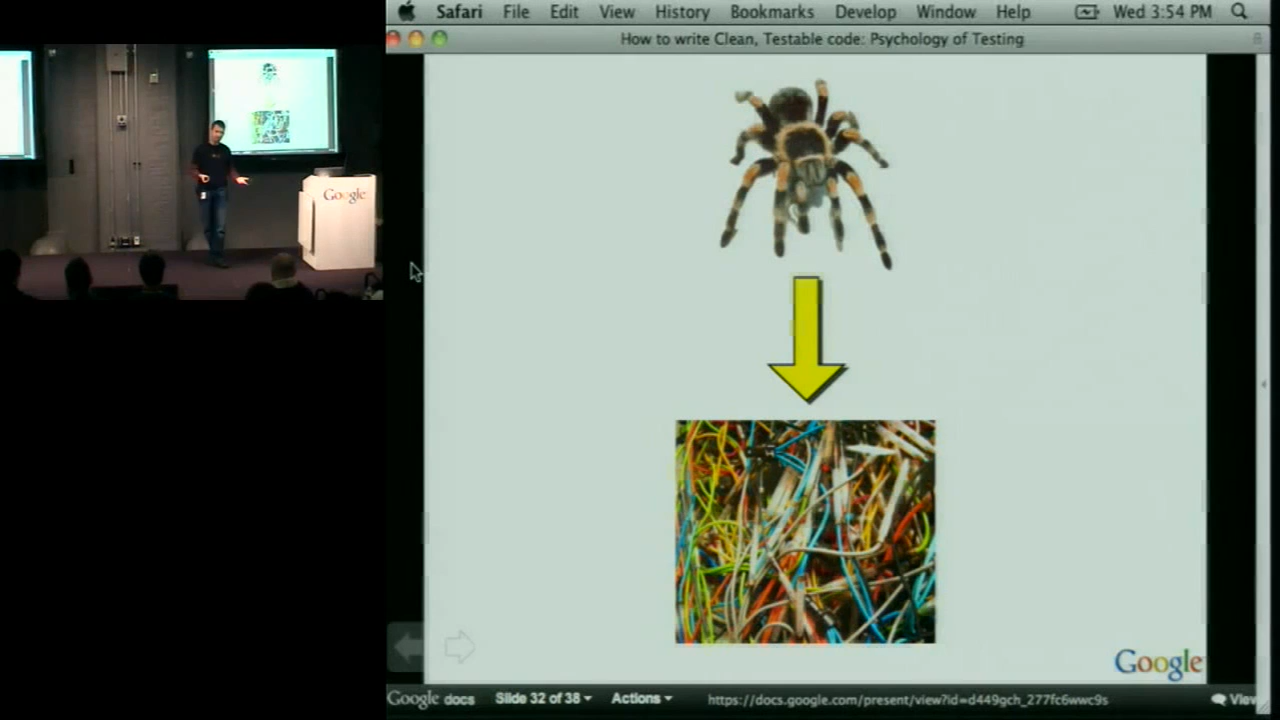 Safari File Edit View History Bookmarks Develop Window Help Wed 3:54 PM
How to write Clean, Testable code: Psychology of Testing
Google
Google
Google docs Slide 32 of 38 Actions https://docs.google.com/present/view?id=d449gch_277fc6wwc9s View